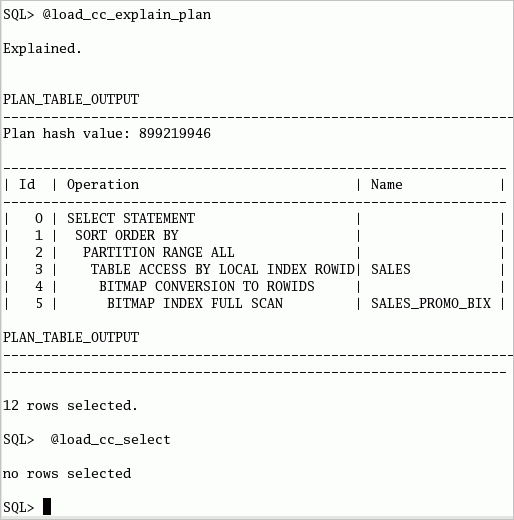 SQL> @load_cc_explain_plan
Explained.
PLAN_TABLE_OUTPUT
--------------------------------------------------------------------------------
Plan hash value: 899219946
---------------------------------------------------------------
| Id  | Operation                           | Name            |
---------------------------------------------------------------
|   0 | SELECT STATEMENT                    |                 |
|   1 |  SORT ORDER BY                      |                 |
|   2 |   PARTITION RANGE ALL               |                 |
|   3 |    TABLE ACCESS BY LOCAL INDEX ROWID| SALES           |
|   4 |     BITMAP CONVERSION TO ROWIDS     |                 |
|   5 |      BITMAP INDEX FULL SCAN         | SALES_PROMO_BIX |
PLAN_TABLE_OUTPUT
--------------------------------------------------------------------------------
---------------------------------------------------------------
12 rows selected.
SQL>  @load_cc_select
no rows selected
SQL>